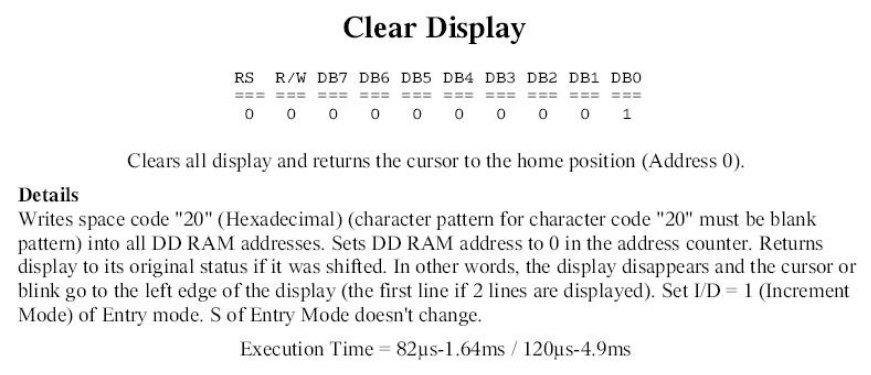 Clear Display
RS R/W DB7 DB6 DB5 DB4 DB3 DB2 DB1 DB0
=== === === === === === === === === ===
0 0 0 0 0 0 0 0 0 1
Clears all display and returns the cursor to the home position (Address 0).
Details
Writes space code "20" (Hexadecimal) (character pattern for character code "20" must be blank
pattern) into all DD RAM addresses. Sets DD RAM address to 0 in the address counter. Returns
display to its original status if it was shifted. In other words, the display disappears and the cursor or
blink go to the left edge of the display (the first line if 2 lines are displayed). Set I/D = 1 (Increment
Mode) of Entry mode. S of Entry Mode doesn't change.
Execution Time = 82µs-1.64ms / 120µs-4.9ms